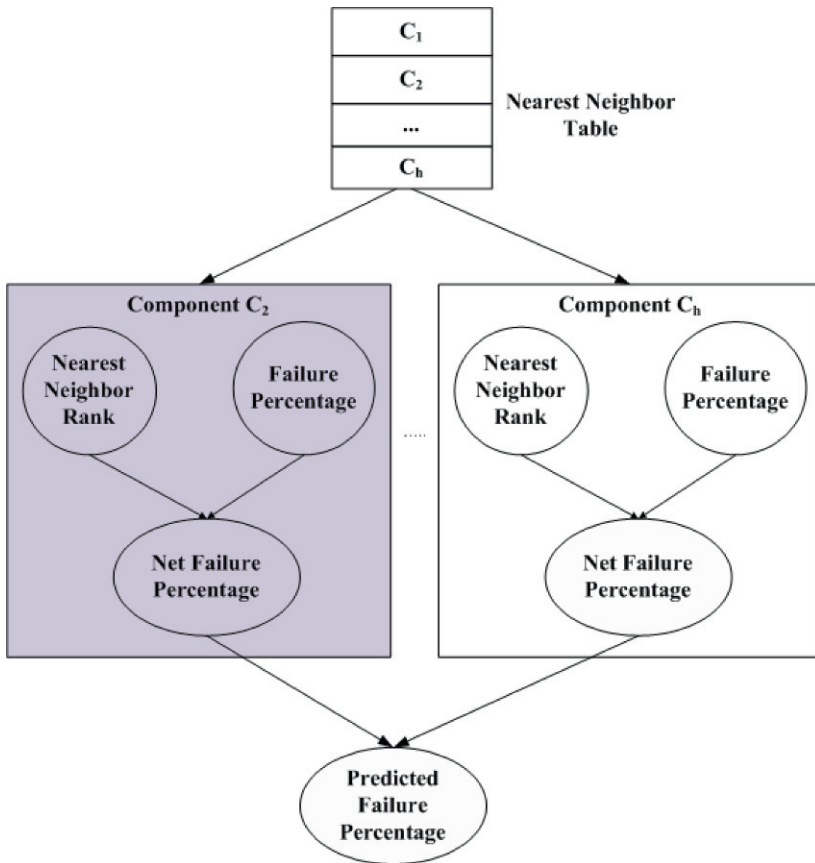 C₁
C₂
...
Cₕ
Nearest Neighbor
Table
Component C₂
Nearest
Neighbor
Rank
Failure
Percentage
Net Failure
Percentage
.....
Component Cₕ
Nearest
Neighbor
Rank
Failure
Percentage
Net Failure
Percentage
Predicted
Failure
Percentage